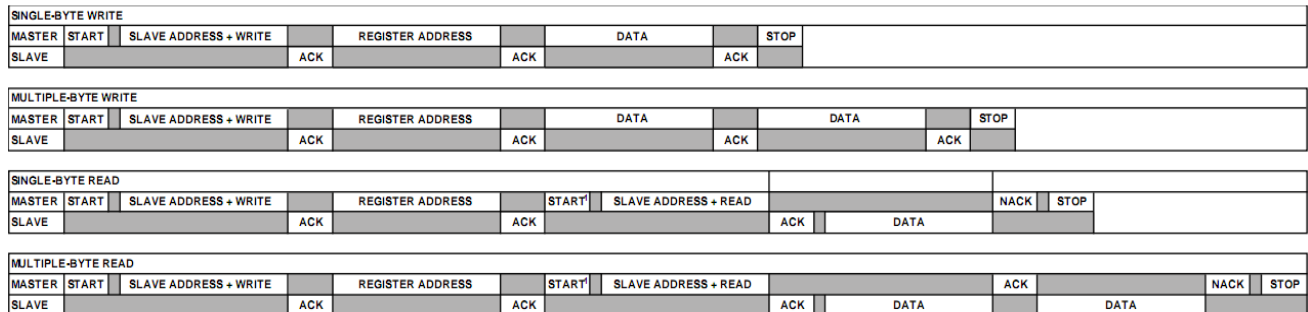 SINGLE-BYTE WRITE
MASTER START SLAVE ADDRESS + WRITE REGISTER ADDRESS DATA STOP
SLAVE ACK ACK ACK
MULTIPLE-BYTE WRITE
MASTER START SLAVE ADDRESS + WRITE REGISTER ADDRESS DATA DATA STOP
SLAVE ACK ACK ACK ACK
SINGLE-BYTE READ
MASTER START SLAVE ADDRESS + WRITE REGISTER ADDRESS START¹ SLAVE ADDRESS + READ NACK STOP
SLAVE ACK ACK ACK DATA
MULTIPLE-BYTE READ
MASTER START SLAVE ADDRESS + WRITE REGISTER ADDRESS START¹ SLAVE ADDRESS + READ ACK NACK STOP
SLAVE ACK ACK ACK DATA DATA